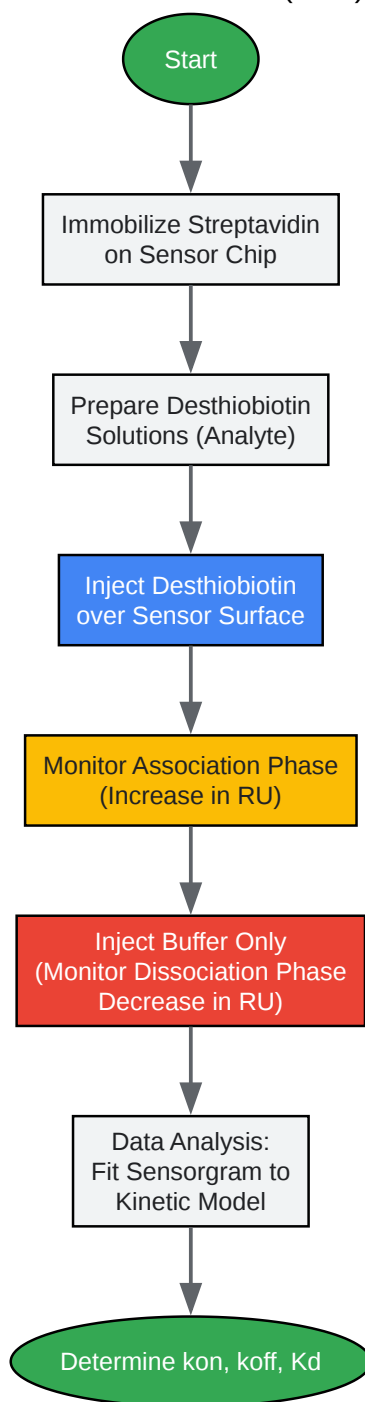 Start
Immobilize Streptavidin
on Sensor Chip
Prepare Desthiobiotin
Solutions (Analyte)
Inject Desthiobiotin
over Sensor Surface
Monitor Association Phase
(Increase in RU)
Inject Buffer Only
(Monitor Dissociation Phase
Decrease in RU)
Data Analysis:
Fit Sensorgram to
Kinetic Model
Determine kon, koff, Kd